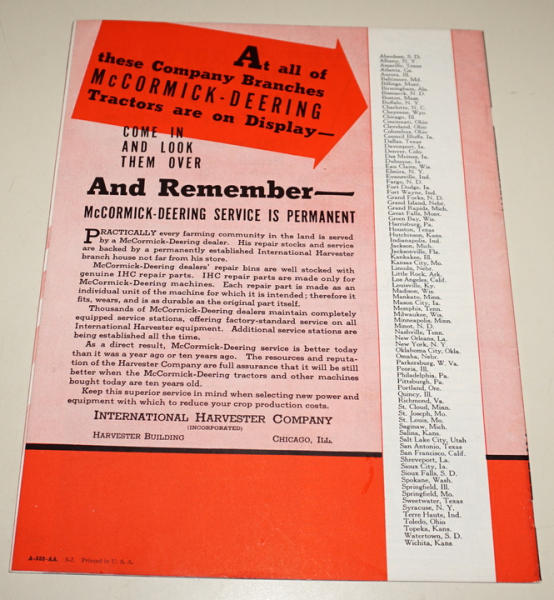 At all of
these Company Branches
McCORMICK-DEERING
Tractors are on Display—
COME IN
AND LOOK
THEM OVER
And Remember—
McCORMICK-DEERING SERVICE IS PERMANENT
PRACTICALLY every farming community in the land is served
by a McCormick-Deering dealer. His repair stocks and service
are backed by a permanently established International Harvester
branch house not far from his store.
McCormick-Deering dealers' repair bins are well stocked with
genuine IHC repair parts. IHC repair parts are made only for
McCormick-Deering machines. Each repair part is made as an
individual unit of the machine for which it is intended; therefore it
fits, wears, and is as durable as the original part itself.
Thousands of McCormick-Deering dealers maintain completely
equipped service stations, offering factory-standard service on all
International Harvester equipment. Additional service stations are
being established all the time.
As a direct result, McCormick-Deering service is better today
than it was a year ago or ten years ago. The resources and reputa-
tion of the Harvester Company are full assurance that it will be still
better when the McCormick-Deering tractors and other machines
bought today are ten years old.
Keep this superior service in mind when selecting new power and
equipment with which to reduce your crop production costs.
INTERNATIONAL HARVESTER COMPANY
(INCORPORATED)
HARVESTER BUILDING CHICAGO, ILL.
Aberdeen, S. D.
Albany, N. Y.
Amarillo, Texas
Atlanta, Ga.
Aurora, Ill.
Baltimore, Md.
Billings, Mont.
Birmingham, Ala.
Bismarck, N. D.
Boston, Mass.
Buffalo, N. Y.
Charlotte, N. C.
Cheyenne, Wyo.
Chicago, Ill.
Cincinnati, Ohio
Cleveland, Ohio
Columbus, Ohio
Council Bluffs, Ia.
Dallas, Texas
Davenport, Ia.
Denver, Colo.
Des Moines, Ia.
Dubuque, Ia.
Eau Claire, Wis.
Elmira, N. Y.
Evansville, Ind.
Fargo, N. D.
Fort Dodge, Ia.
Fort Wayne, Ind.
Grand Forks, N. D.
Grand Island, Nebr.
Grand Rapids, Mich.
Great Falls, Mont.
Green Bay, Wis.
Harrisburg, Pa.
Houston, Texas
Hutchinson, Kans.
Indianapolis, Ind.
Jackson, Mich.
Jacksonville, Fla.
Kankakee, Ill.
Kansas City, Mo.
Lincoln, Nebr.
Little Rock, Ark.
Los Angeles, Calif.
Louisville, Ky.
Madison, Wis.
Mankato, Minn.
Mason City, Ia.
Memphis, Tenn.
Milwaukee, Wis.
Minneapolis, Minn.
Minot, N. D.
Nashville, Tenn.
New Orleans, La.
New York, N. Y.
Oklahoma City, Okla.
Omaha, Nebr.
Parkersburg, W. Va.
Peoria, Ill.
Philadelphia, Pa.
Pittsburgh, Pa.
Portland, Ore.
Quincy, Ill.
Richmond, Va.
St. Cloud, Minn.
St. Joseph, Mo.
St. Louis, Mo.
Saginaw, Mich.
Salina, Kans.
Salt Lake City, Utah
San Antonio, Texas
San Francisco, Calif.
Shreveport, La.
Sioux City, Ia.
Sioux Falls, S. D.
Spokane, Wash.
Springfield, Ill.
Springfield, Mo.
Sweetwater, Texas
Syracuse, N. Y.
Terre Haute, Ind.
Toledo, Ohio
Topeka, Kans.
Watertown, S. D.
Wichita, Kans.
Printed in U. S. A.